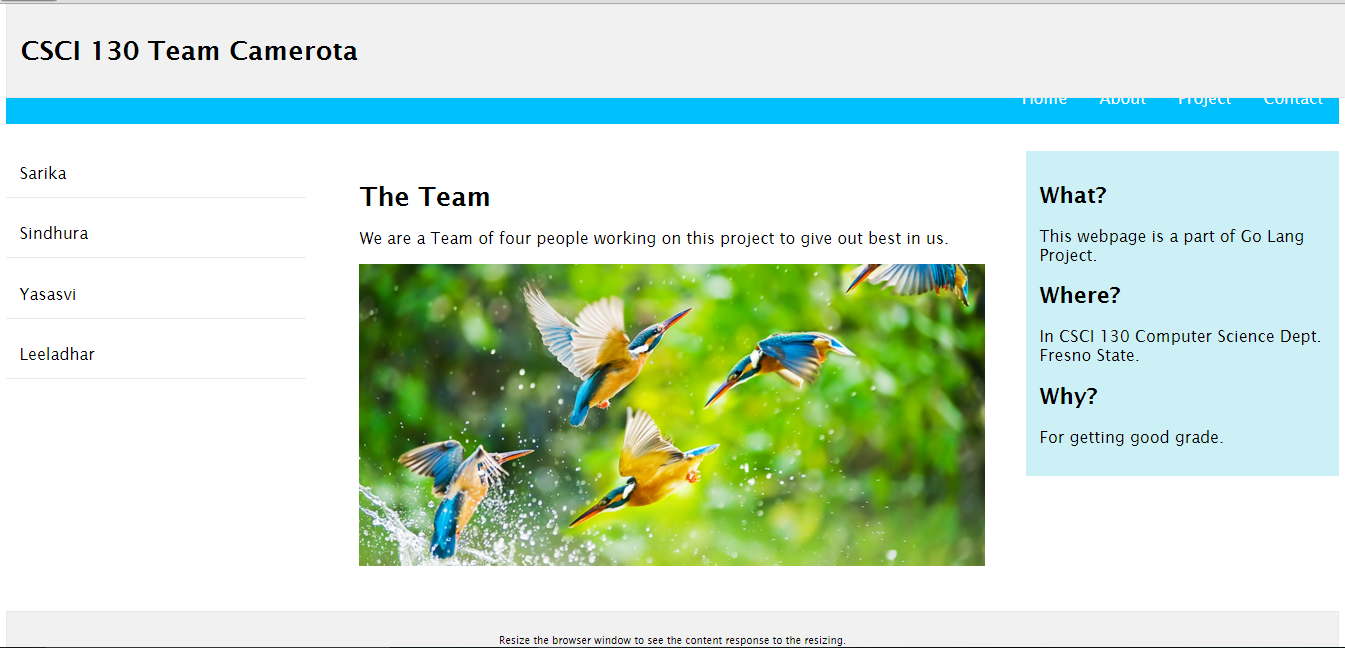 CSCI 130 Team Camerota
Home About Project Contact
Sarika
Sindhura
Yasasvi
Leeladhar
The Team
We are a Team of four people working on this project to give out best in us.
What?
This webpage is a part of Go Lang
Project.
Where?
In CSCI 130 Computer Science Dept.
Fresno State.
Why?
For getting good grade.
Resize the browser window to see the content response to the resizing.